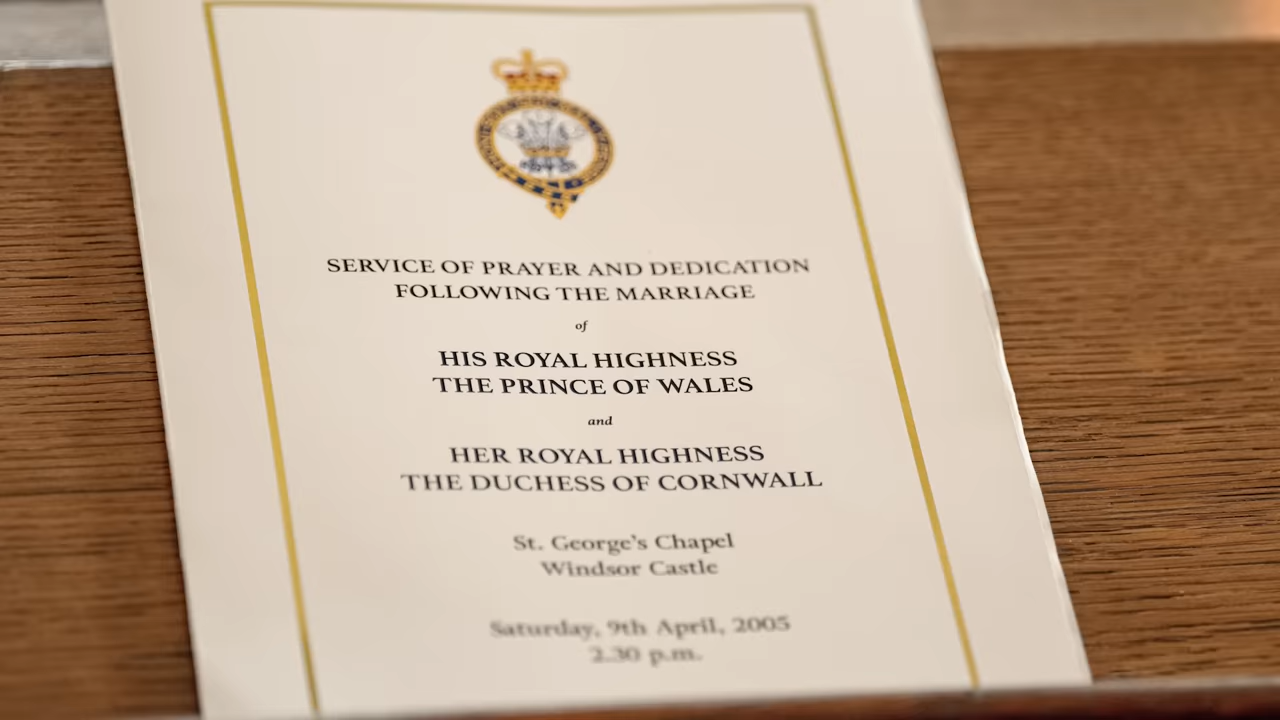 SERVICE OF PRAYER AND DEDICATION
FOLLOWING THE MARRIAGE
of
HIS ROYAL HIGHNESS
THE PRINCE OF WALES
and
HER ROYAL HIGHNESS
THE DUCHESS OF CORNWALL
St. George’s Chapel
Windsor Castle
Saturday, 9th April, 2005
2.30 p.m.